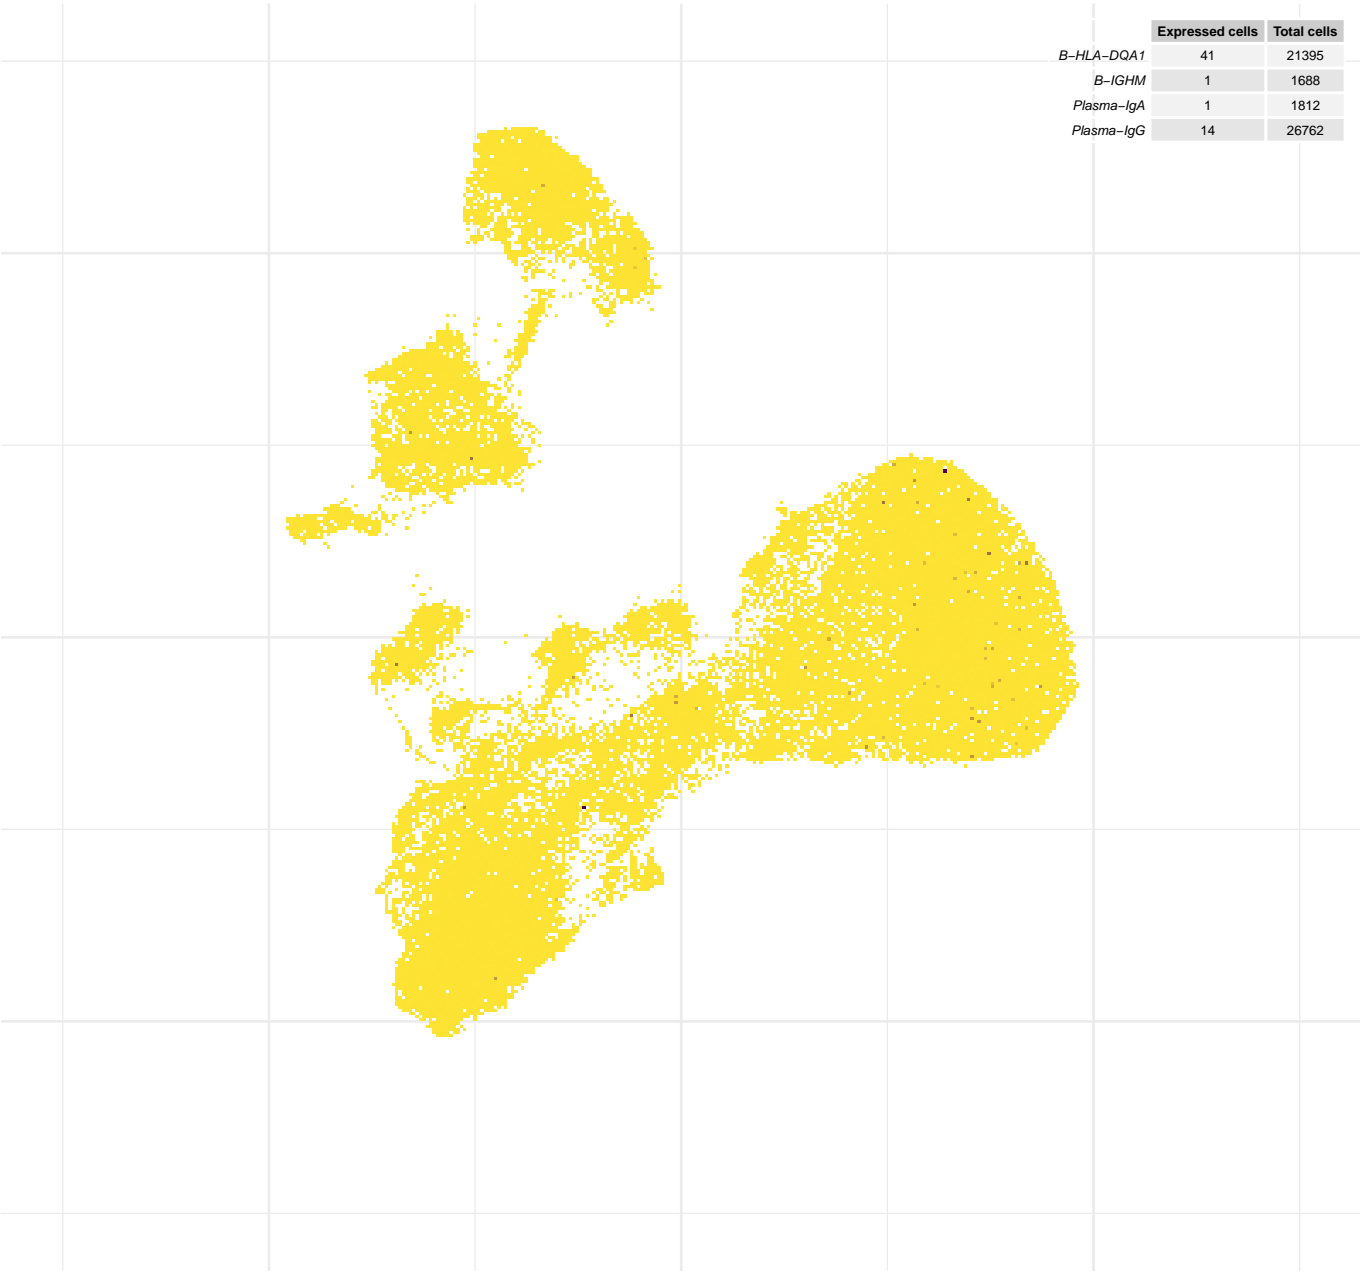 Expressed cells Total cells
B−HLA−DQA1 41 21395
B−IGHM 1 1688
Plasma−IgA 1 1812
Plasma−IgG 14 26762